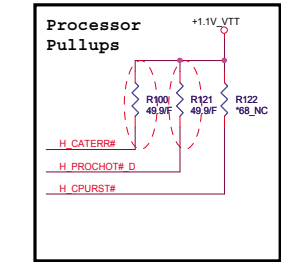 Processor
Pullups
+1.1V_VTT
R100
49.9/F
R121
49.9/F
R122
*68_NC
H_CATERR#
H_PROCHOT#_D
H_CPURST#